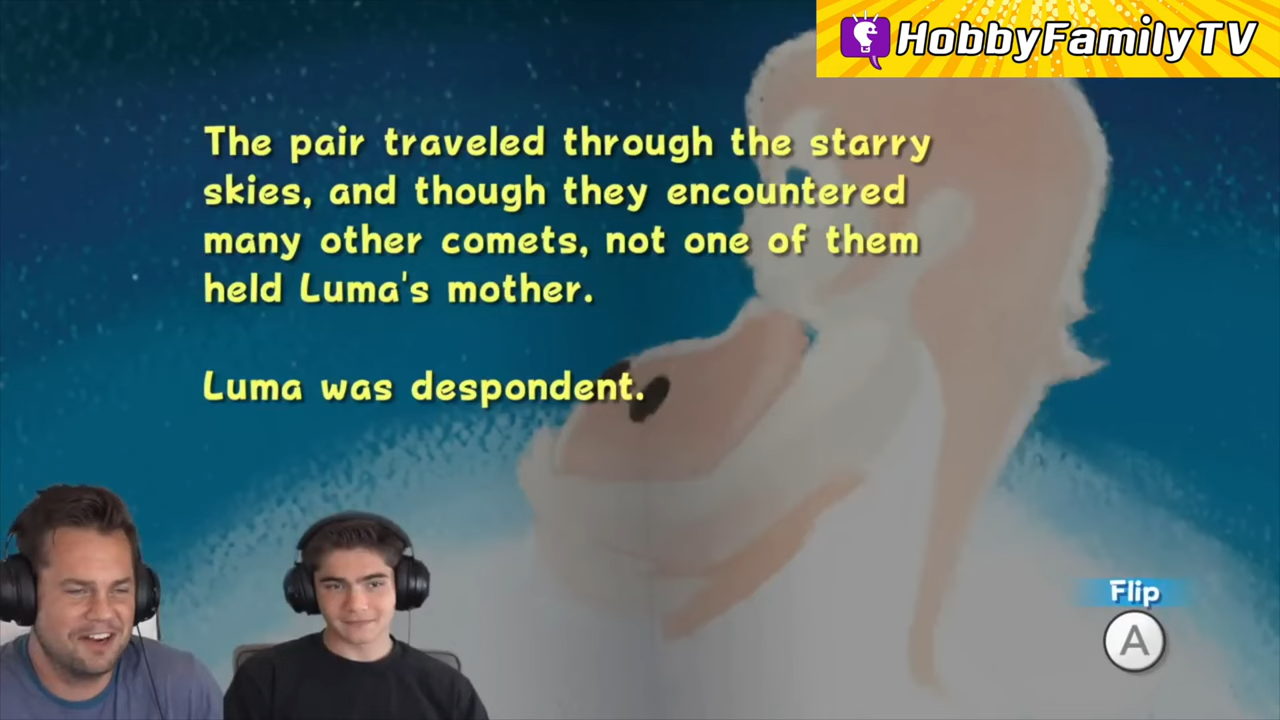 HobbyFamilyTV
The pair traveled through the starry
skies, and though they encountered
many other comets, not one of them
held Luma's mother.
Luma was despondent.
Flip
A